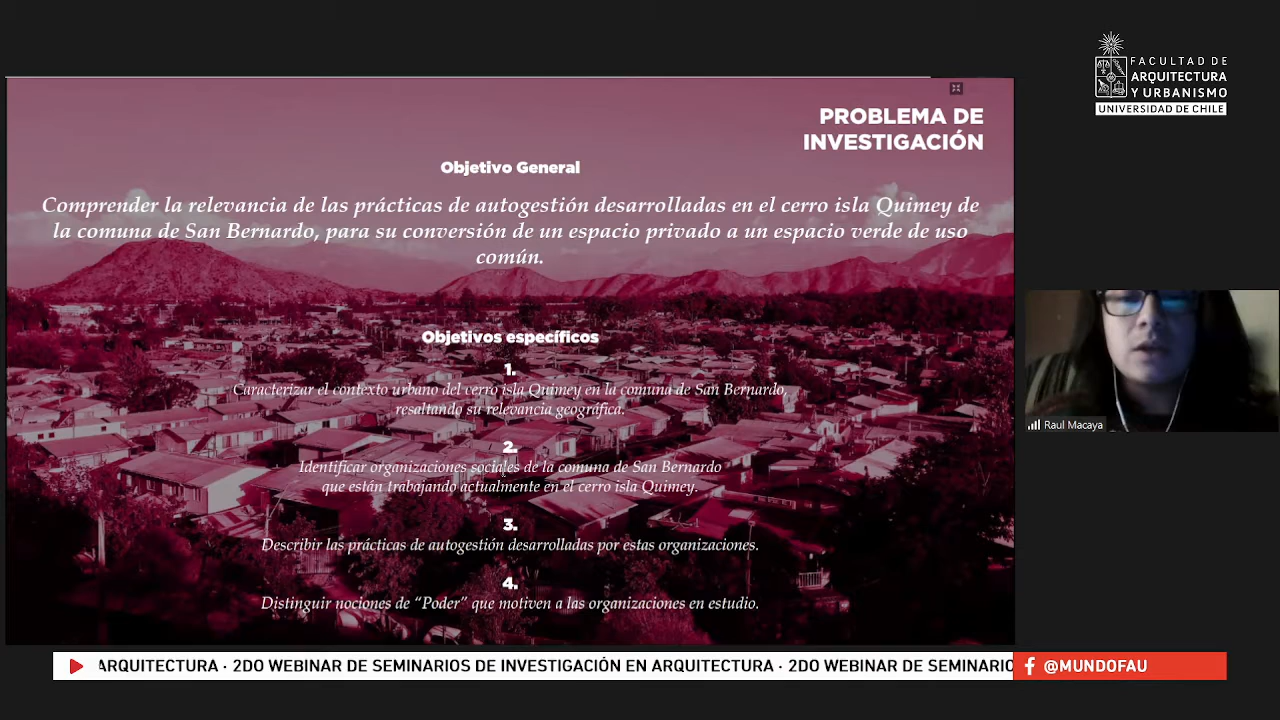 FACULTAD DE
ARQUITECTURA
Y URBANISMO
UNIVERSIDAD DE CHILE
PROBLEMA DE
INVESTIGACIÓN
Objetivo General
Comprender la relevancia de las prácticas de autogestión desarrolladas en el cerro isla Quimey de
la comuna de San Bernardo, para su conversión de un espacio privado a un espacio verde de uso
común.
Objetivos específicos
1.
Caracterizar el contexto urbano del cerro isla Quimey en la comuna de San Bernardo,
resaltando su relevancia geográfica.
2.
Identificar organizaciones sociales de la comuna de San Bernardo
que están trabajando actualmente en el cerro isla Quimey.
3.
Describir las prácticas de autogestión desarrolladas por estas organizaciones.
4.
Distinguir nociones de “Poder” que motiven a las organizaciones en estudio.
Raul Macaya
ARQUITECTURA · 2DO WEBINAR DE SEMINARIOS DE INVESTIGACIÓN EN ARQUITECTURA · 2DO WEBINAR DE SEMINARIO
@MUNDOFAU